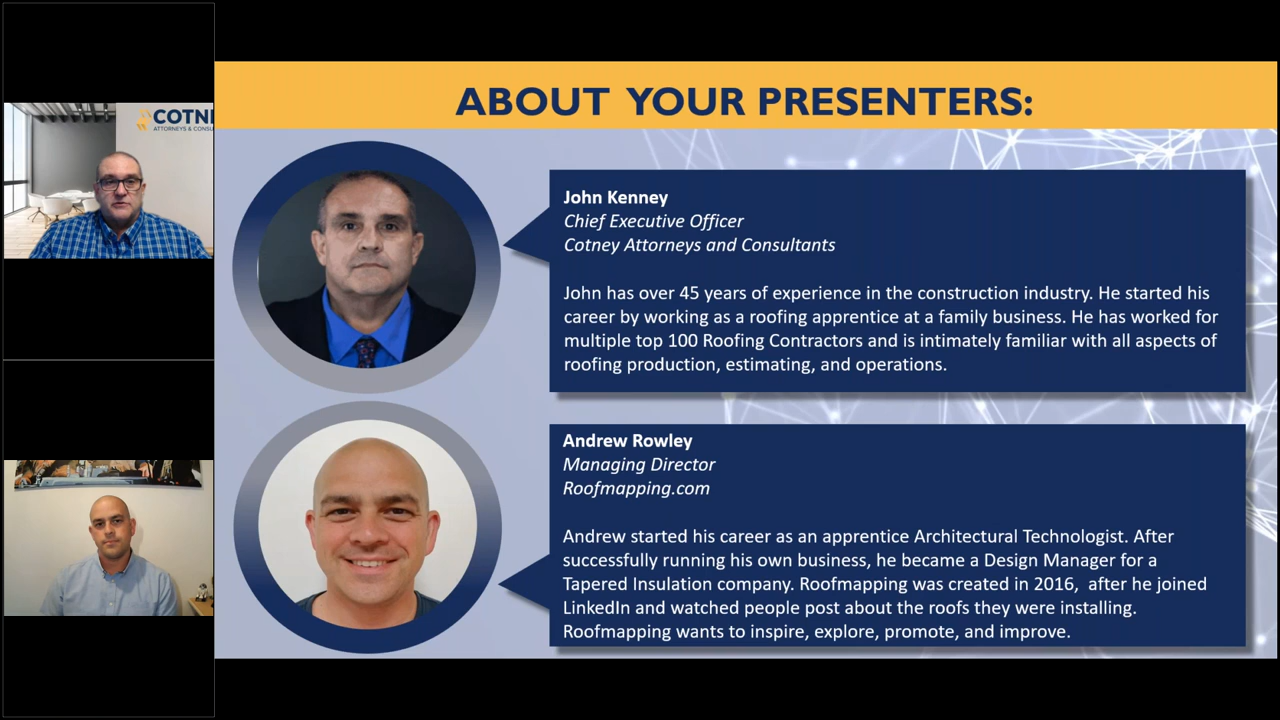 COTNE
ATTORNEYS & CONSU
ABOUT YOUR PRESENTERS:
John Kenney
Chief Executive Officer
Cotney Attorneys and Consultants
John has over 45 years of experience in the construction industry. He started his
career by working as a roofing apprentice at a family business. He has worked for
multiple top 100 Roofing Contractors and is intimately familiar with all aspects of
roofing production, estimating, and operations.
Andrew Rowley
Managing Director
Roofmapping.com
Andrew started his career as an apprentice Architectural Technologist. After
successfully running his own business, he became a Design Manager for a
Tapered Insulation company. Roofmapping was created in 2016, after he joined
LinkedIn and watched people post about the roofs they were installing.
Roofmapping wants to inspire, explore, promote, and improve.